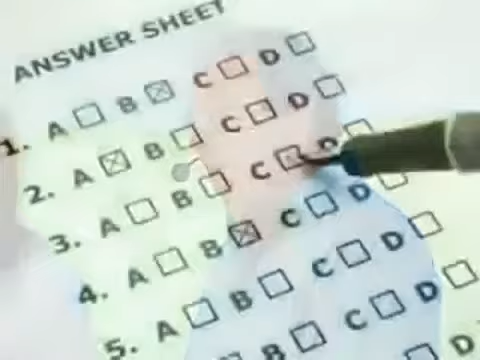 ANSWER SHEET
1. A B C D
2. A B C D
3. A B C D
4. A B C D
5. A B C D
B C D
D